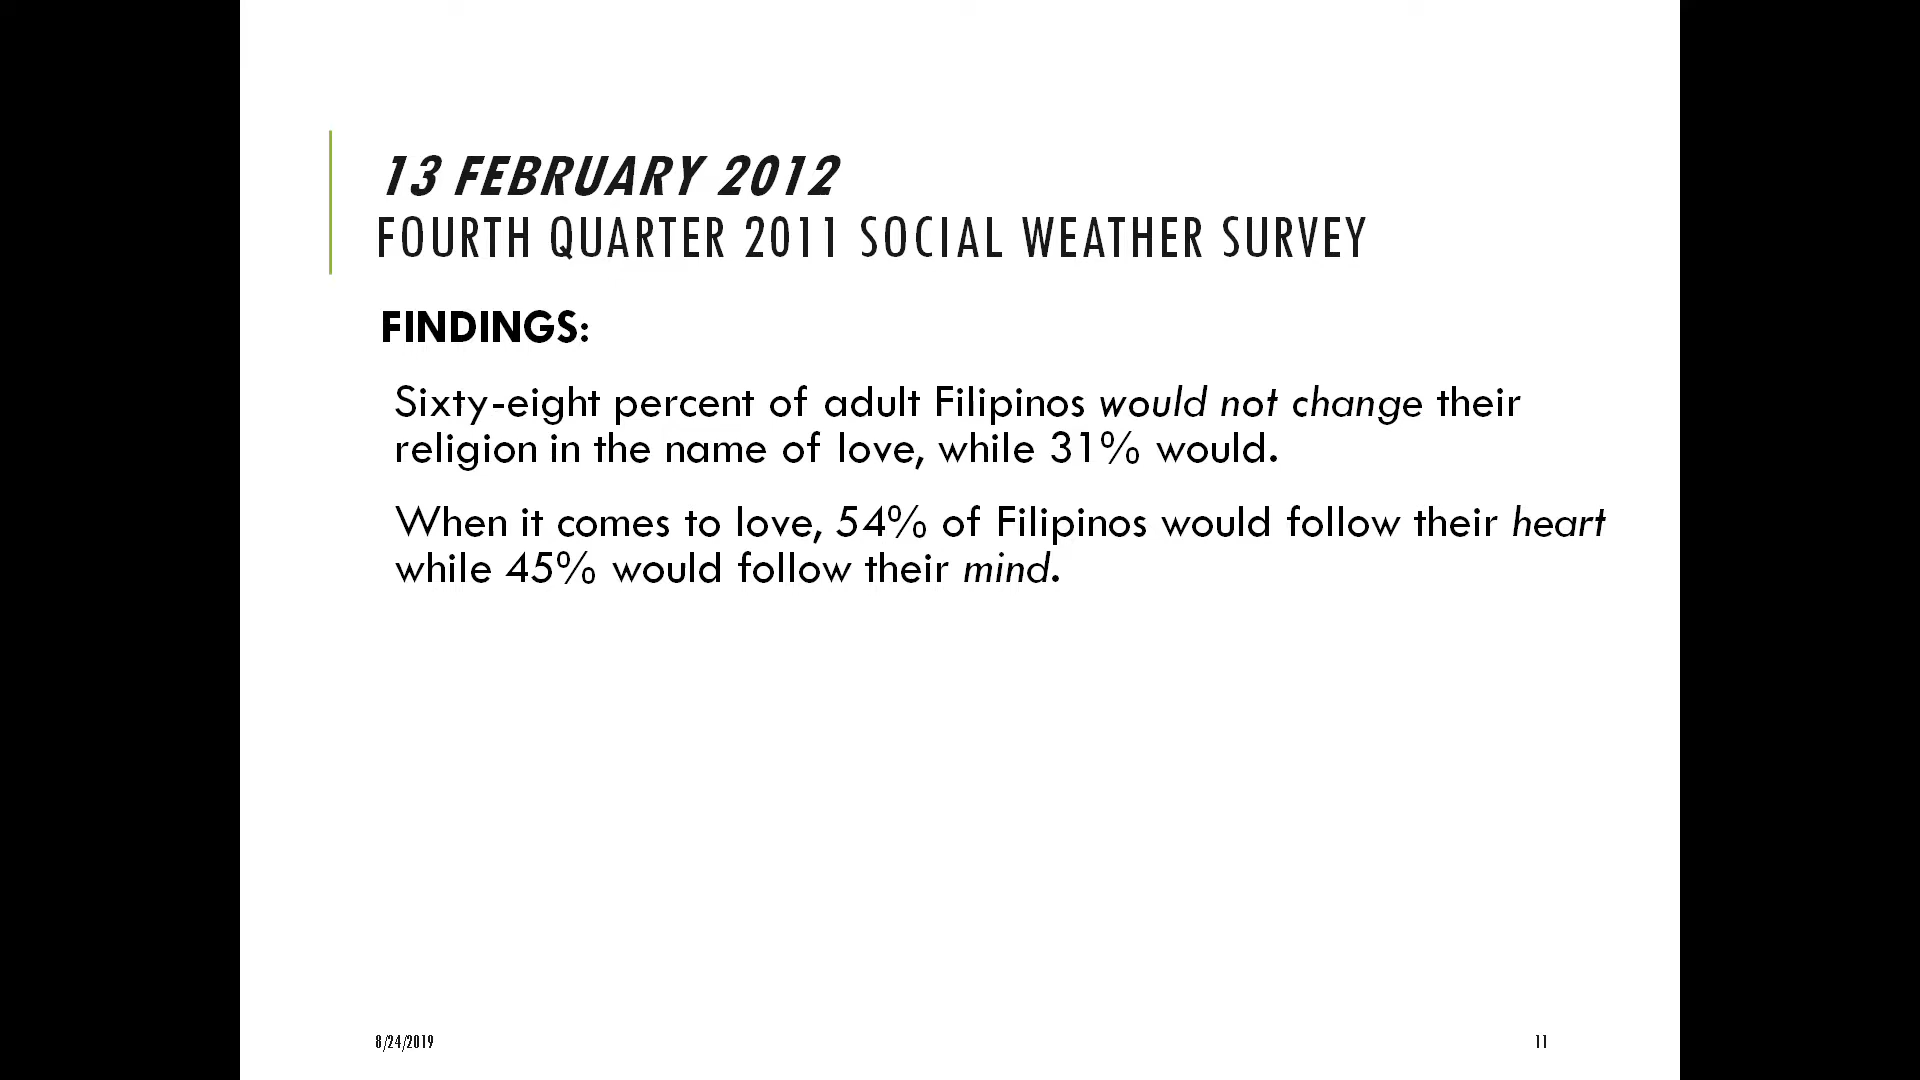 13 FEBRUARY 2012
FOURTH QUARTER 2011 SOCIAL WEATHER SURVEY
FINDINGS:
Sixty-eight percent of adult Filipinos would not change their
religion in the name of love, while 31% would.
When it comes to love, 54% of Filipinos would follow their heart
while 45% would follow their mind.
8/24/2019
11